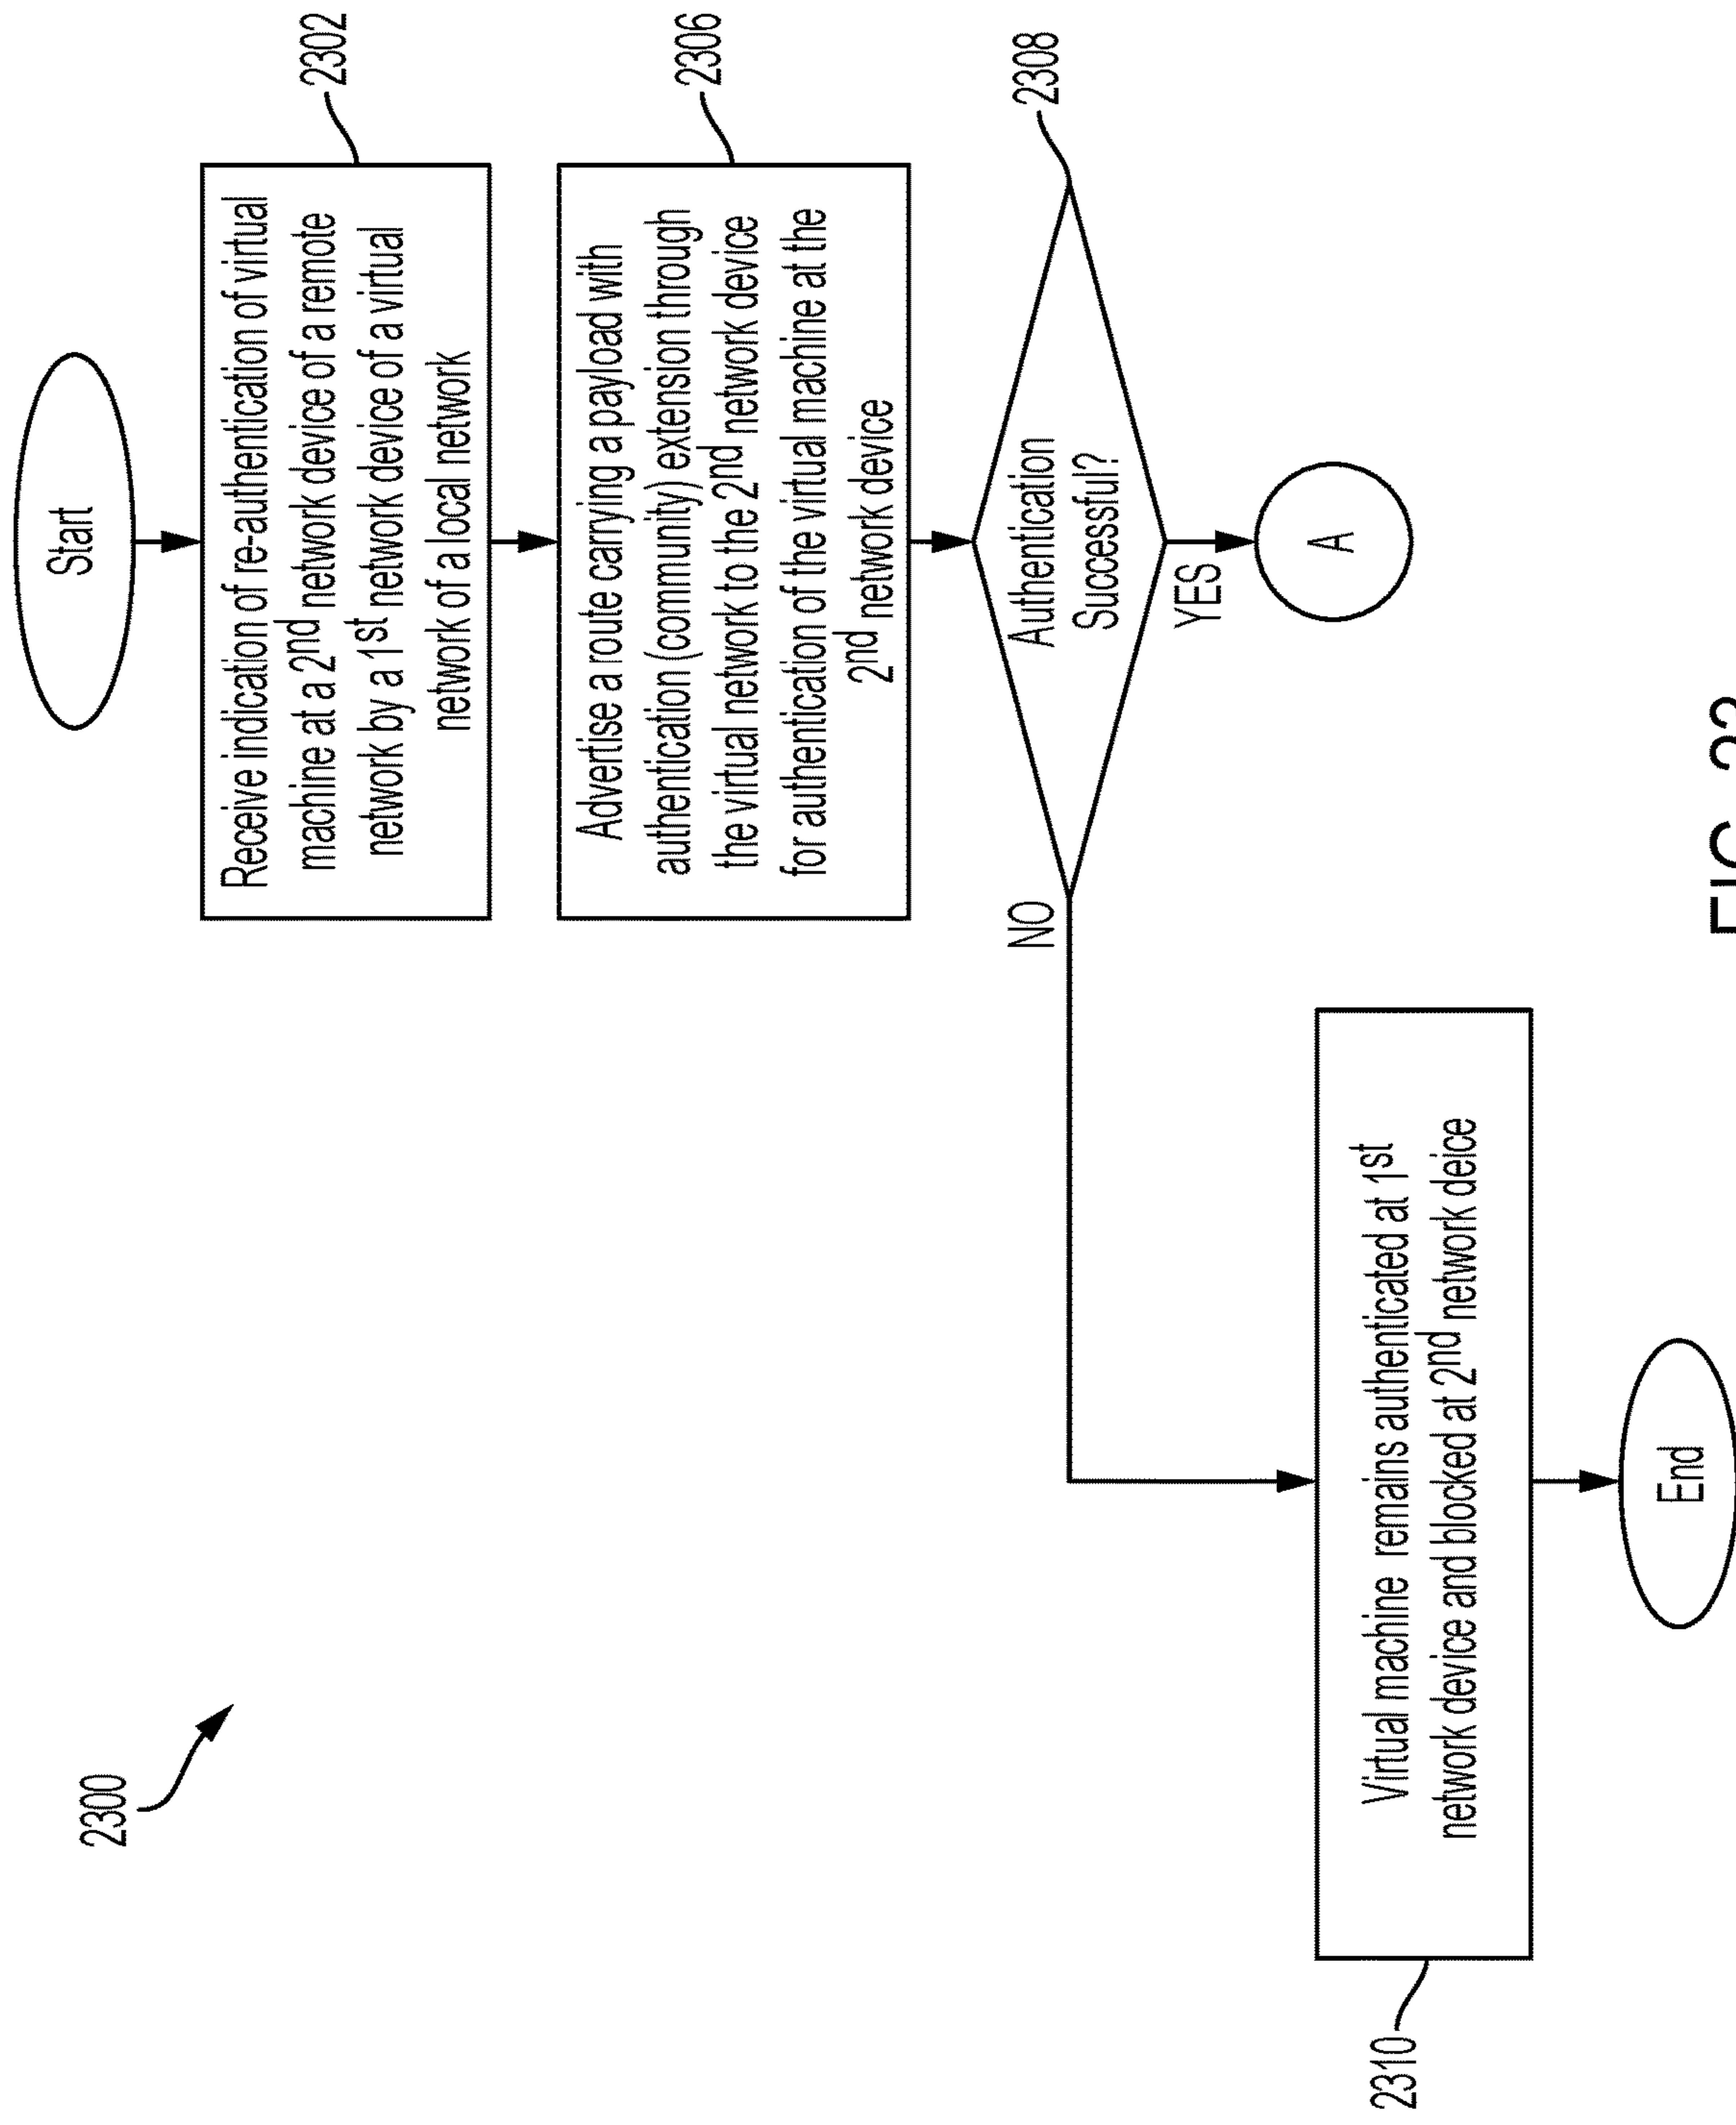 2300
Start
Receive indication of re-authentication of virtual
machine at a 2nd network device of a remote
network by a 1st network device of a virtual
network of a local network
2302
Advertise a route carrying a payload with
authentication (community) extension through
the virtual network to the 2nd network device
for authentication of the virtual machine at the
2nd network device
2306
Authentication
Successful?
2308
NO
YES
A
Virtual machine remains authenticated at 1st
network device and blocked at 2nd network deice
2310
End